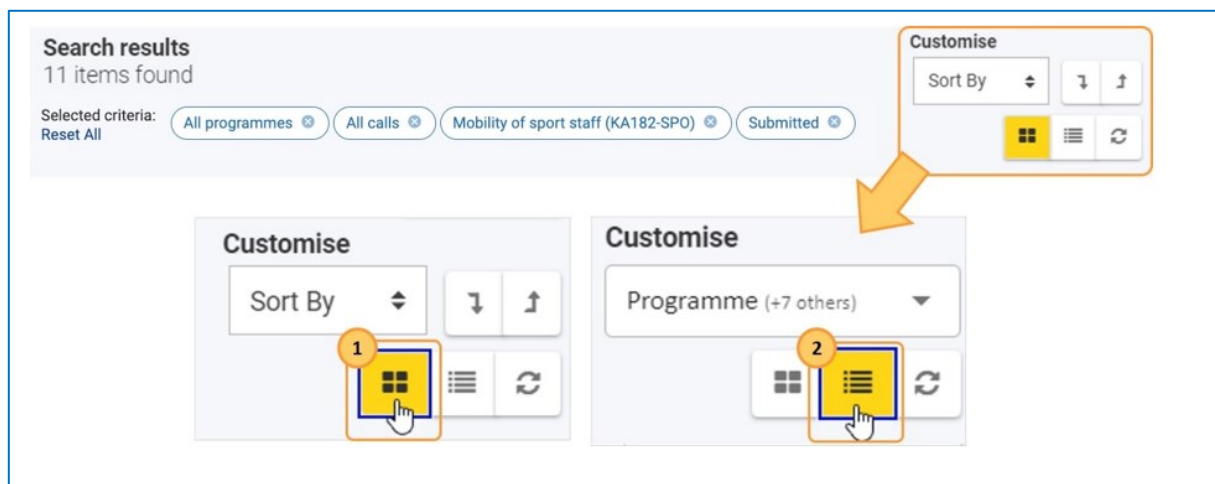 Search results
11 items found
Selected criteria:
Reset All
All programmes
All calls
Mobility of sport staff (KA182-SPO)
Submitted
Customise
Sort By
Customise
Sort By
1
Customise
Programme (+7 others)
2